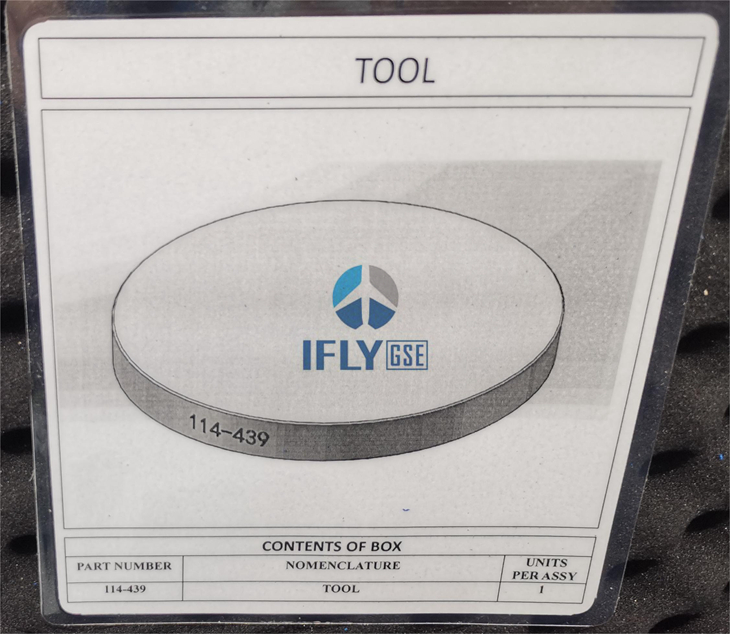 TOOL
IFLY GSE
114-439
CONTENTS OF BOX
PART NUMBER NOMENCLATURE UNITS PER ASSY
114-439 TOOL 1